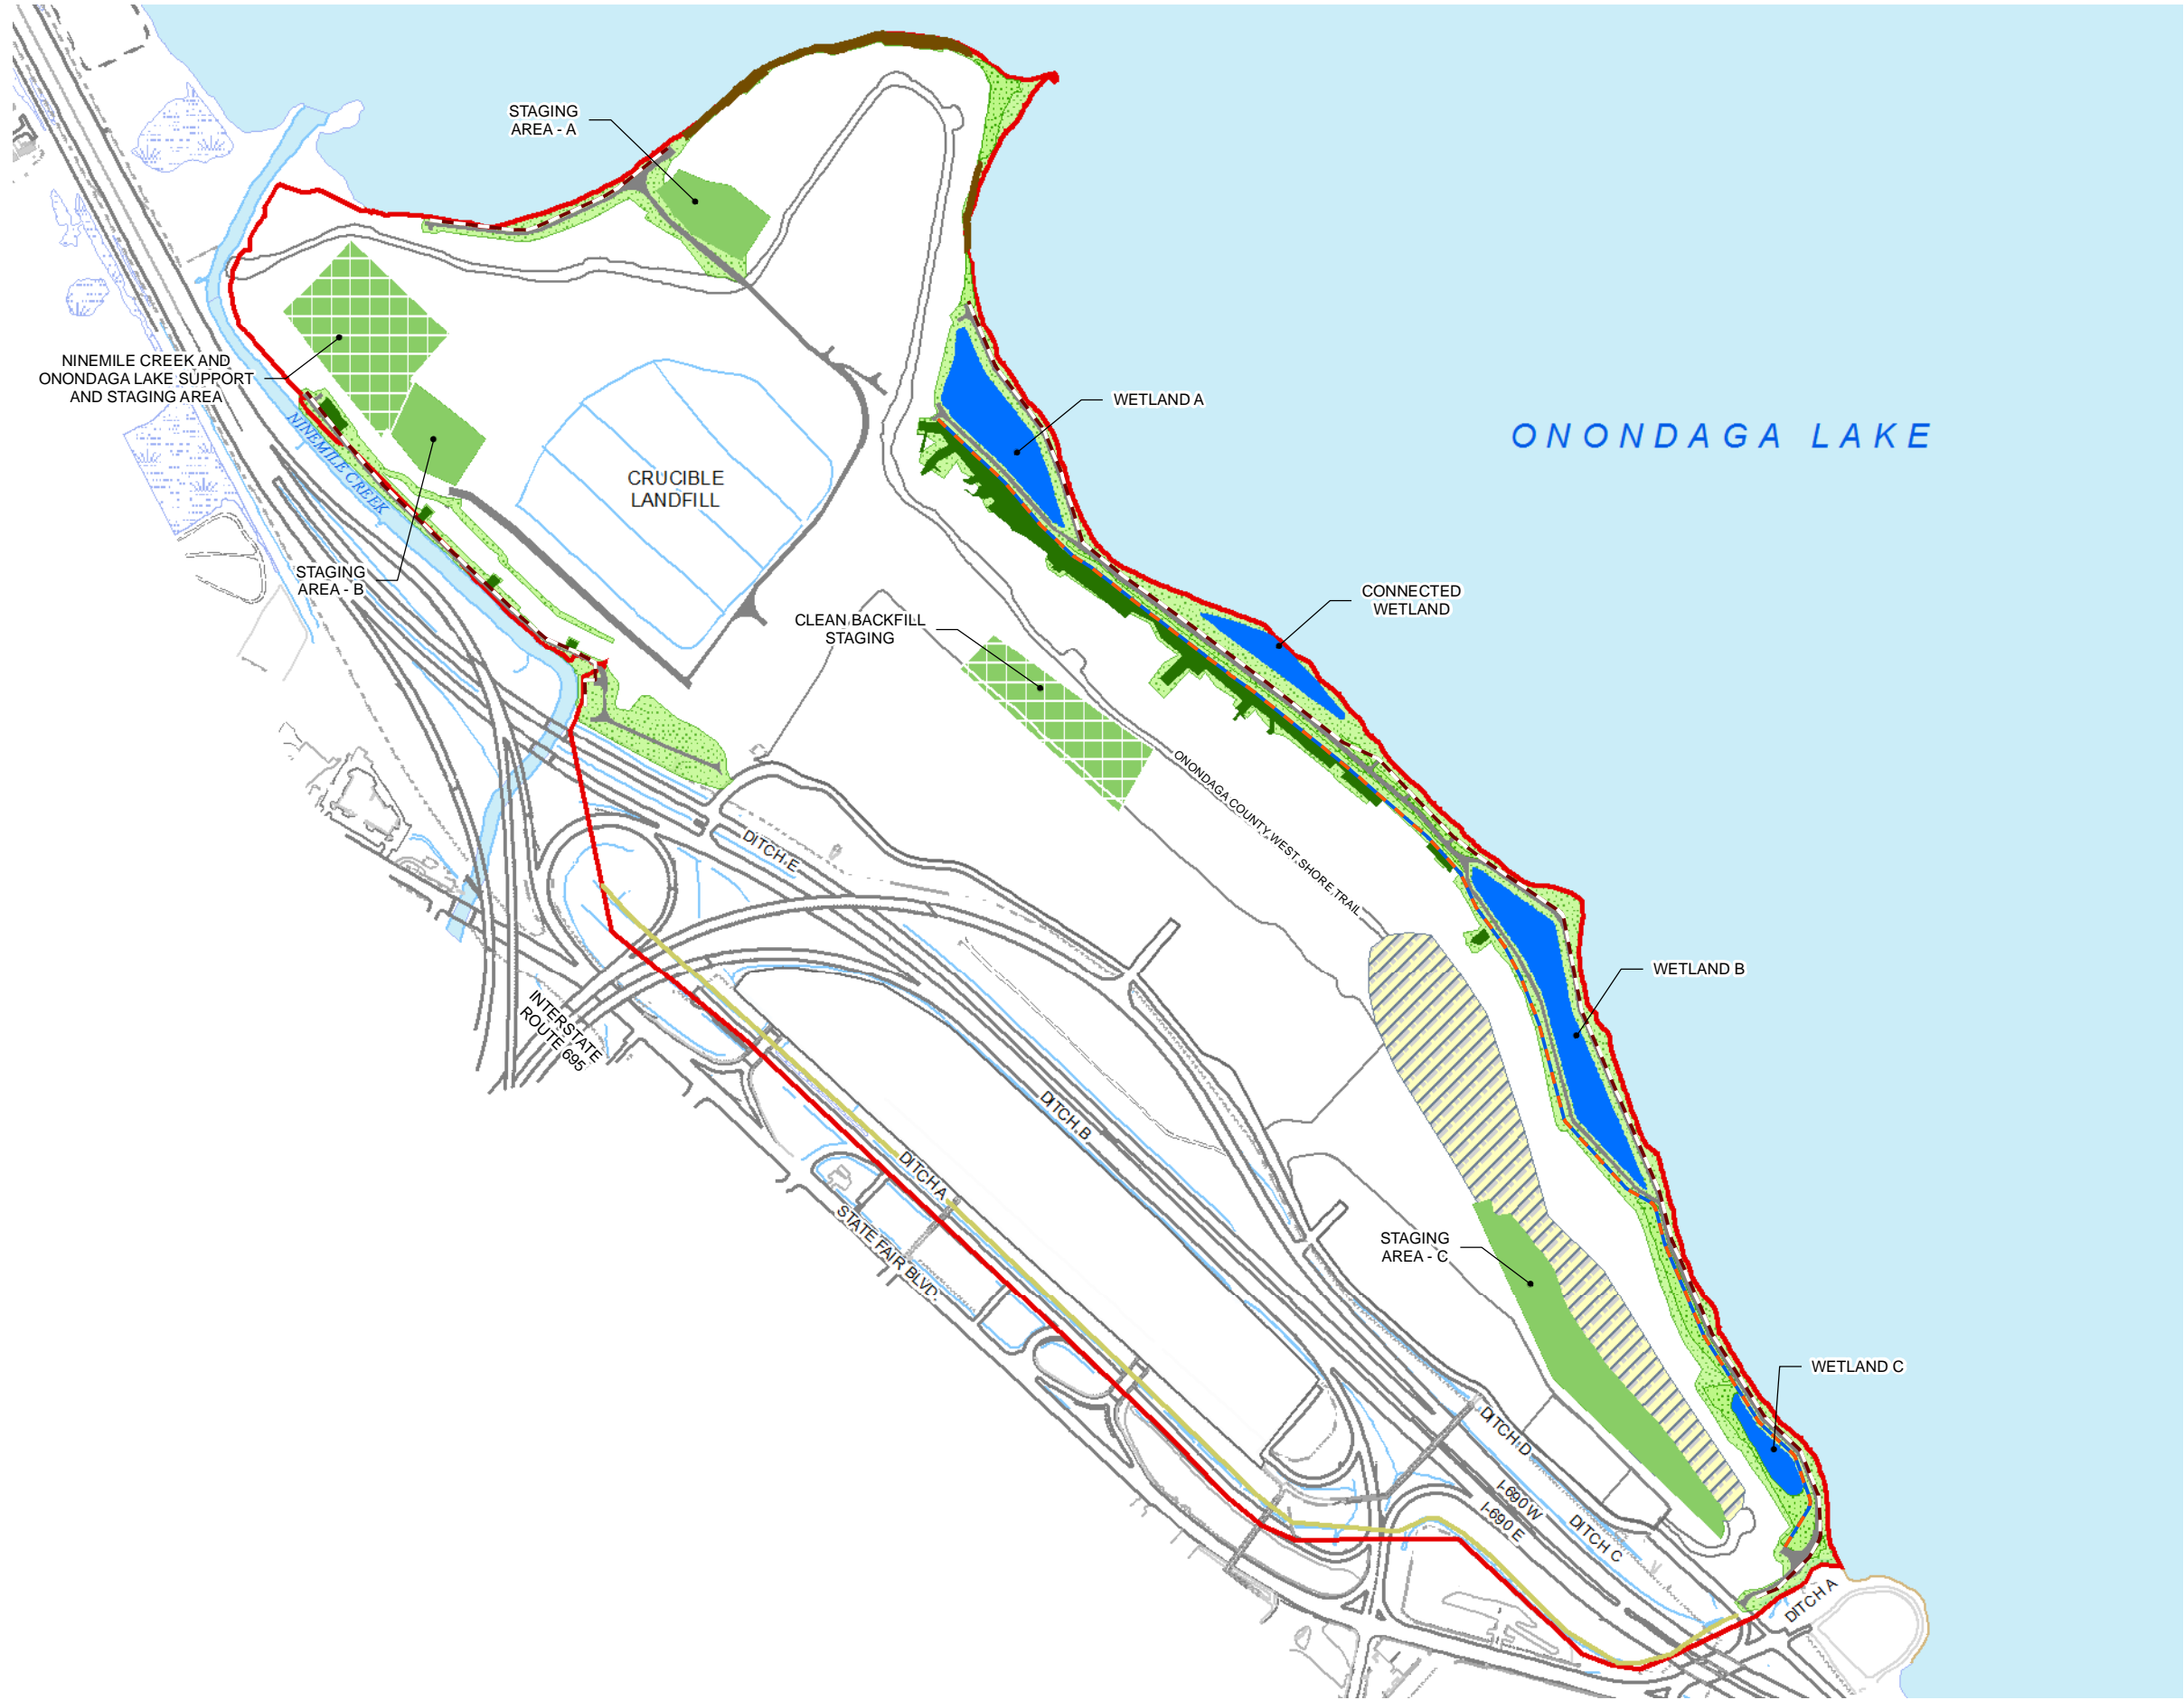 STAGING
AREA - A
NINEMILE CREEK AND
ONONDAGA LAKE SUPPORT
AND STAGING AREA
WETLAND A
ONONDAGA LAKE
NINEMILE CREEK
CRUCIBLE
LANDFILL
STAGING
AREA - B
CONNECTED
WETLAND
CLEAN BACKFILL
STAGING
ONONDAGA COUNTY WEST SHORE TRAIL
DITCH E
WETLAND B
INTERSTATE
ROUTE 695
DITCH B
DITCH A
STATE FAIR BLVD.
STAGING
AREA - C
WETLAND C
DITCH D
I-690 W
I-690 E
DITCH C
DITCH A